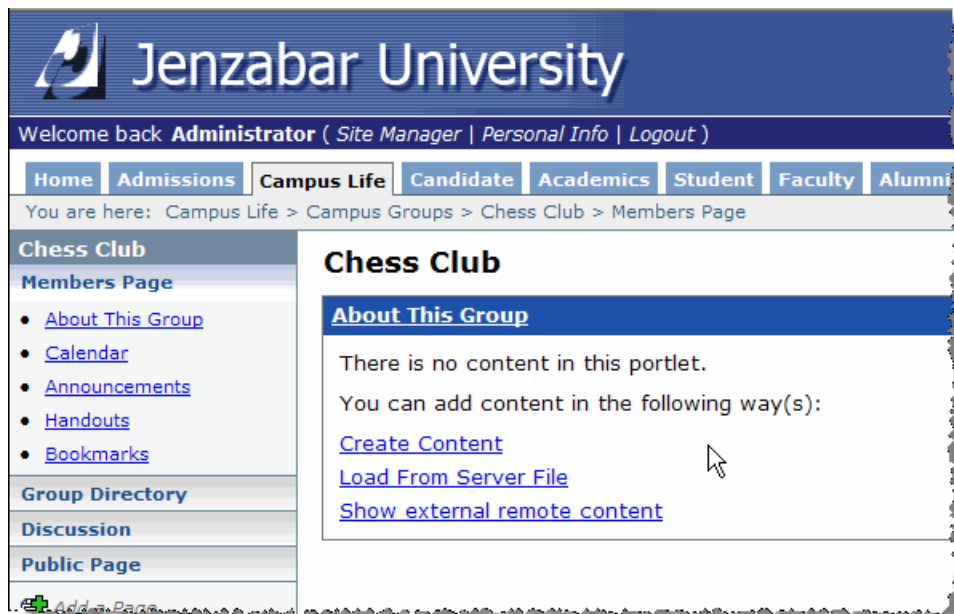 Jenzabar University
Welcome back Administrator ( Site Manager | Personal Info | Logout )
Home Admissions Campus Life Candidate Academics Student Faculty Alumni
You are here: Campus Life > Campus Groups > Chess Club > Members Page
Chess Club
Members Page
About This Group
Calendar
Announcements
Handouts
Bookmarks
Group Directory
Discussion
Public Page
Add a Page
Chess Club
About This Group
There is no content in this portlet.
You can add content in the following way(s):
Create Content
Load From Server File
Show external remote content